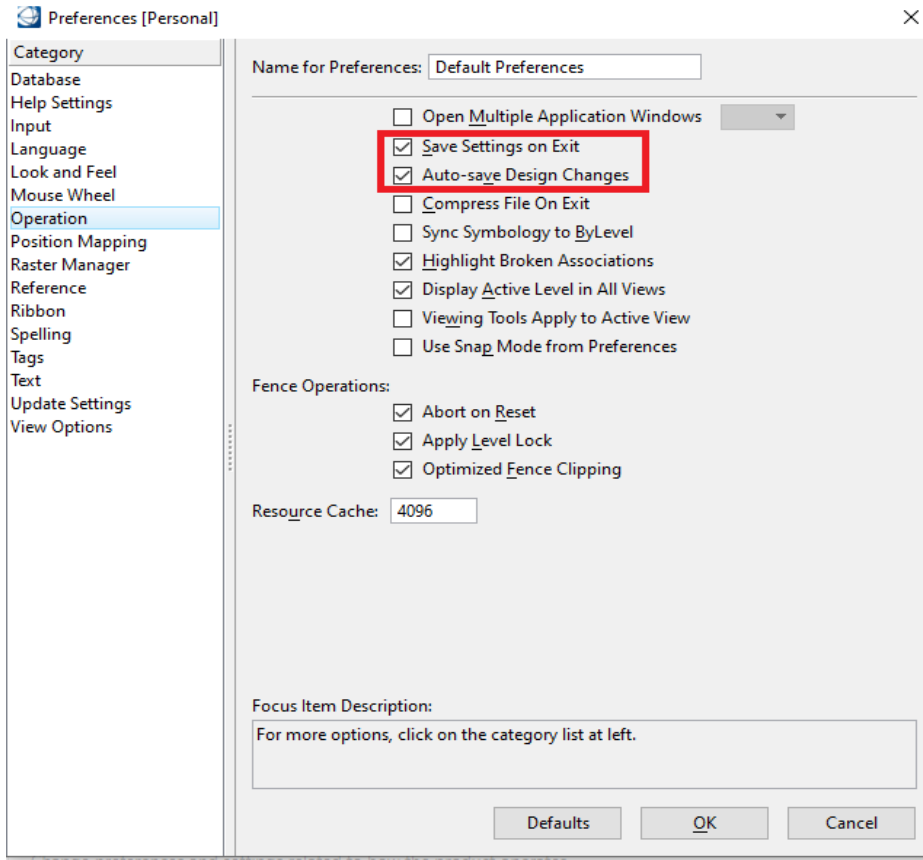 Preferences [Personal]
Category
Database
Help Settings
Input
Language
Look and Feel
Mouse Wheel
Operation
Position Mapping
Raster Manager
Reference
Ribbon
Spelling
Tags
Text
Update Settings
View Options
Name for Preferences: Default Preferences
Open Multiple Application Windows
Save Settings on Exit
Auto-save Design Changes
Compress File On Exit
Sync Symbology to ByLevel
Highlight Broken Associations
Display Active Level in All Views
Viewing Tools Apply to Active View
Use Snap Mode from Preferences
Fence Operations:
Abort on Reset
Apply Level Lock
Optimized Fence Clipping
Resource Cache: 4096
Focus Item Description:
For more options, click on the category list at left.
Defaults OK Cancel